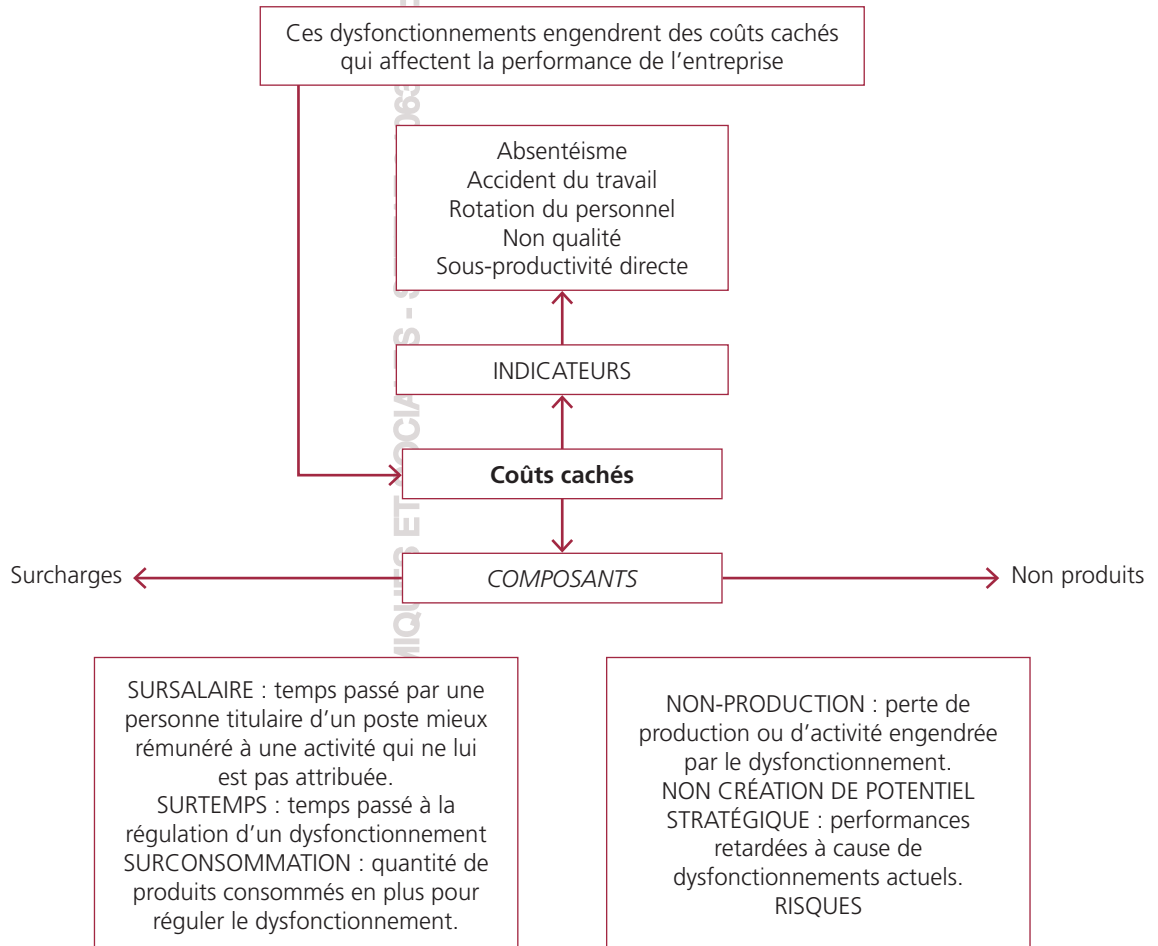 Ces dysfonctionnements engendrent des coûts cachés
qui affectent la performance de l'entreprise
Absentéisme
Accident du travail
Rotation du personnel
Non qualité
Sous-productivité directe
INDICATEURS
Coûts cachés
Surcharges
COMPOSANTS
Non produits
SURSALAIRE : temps passé par une
personne titulaire d'un poste mieux
rémunéré à une activité qui ne lui
est pas attribuée.
SURTEMPS : temps passé à la
régulation d'un dysfonctionnement
SURCONSOMMATION : quantité de
produits consommés en plus pour
réguler le dysfonctionnement.
NON-PRODUCTION : perte de
production ou d'activité engendrée
par le dysfonctionnement.
NON CRÉATION DE POTENTIEL
STRATÉGIQUE : performances
retardées à cause de
dysfonctionnements actuels.
RISQUES
ET